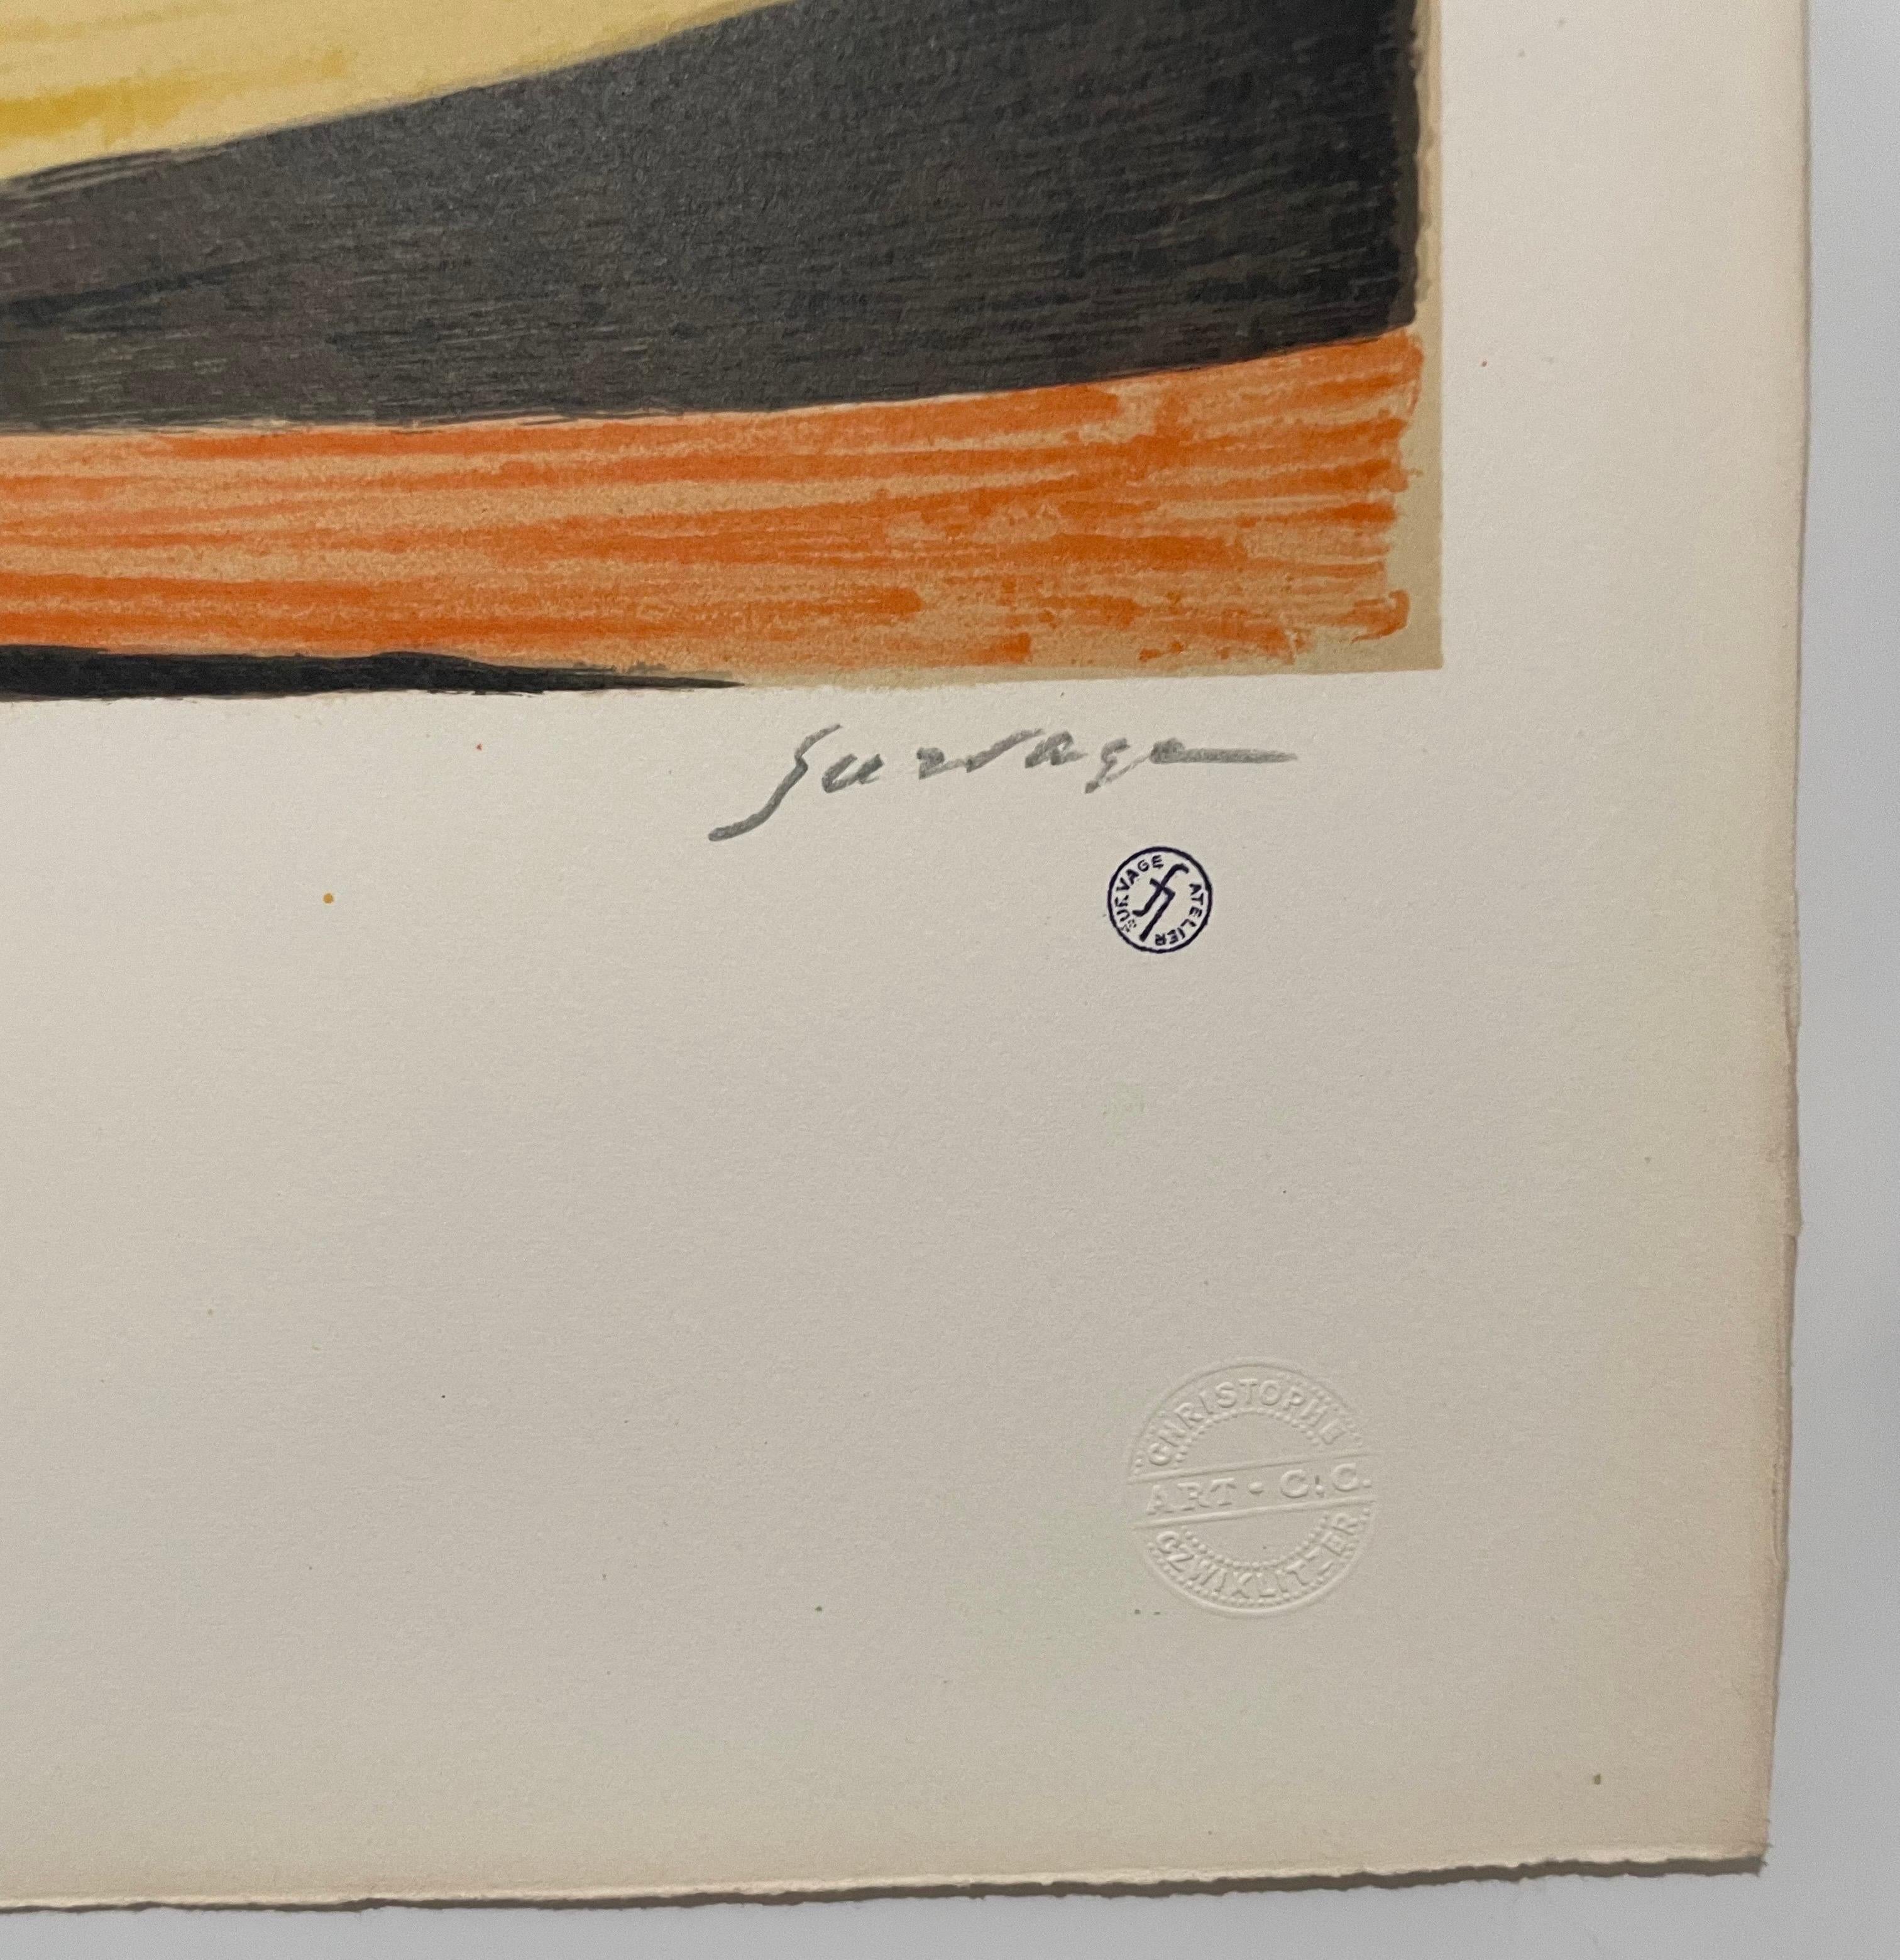 Survage
SURVAGE ATELIER
CHRISTOPHE
ART • C.C.
CZWIKLITZER